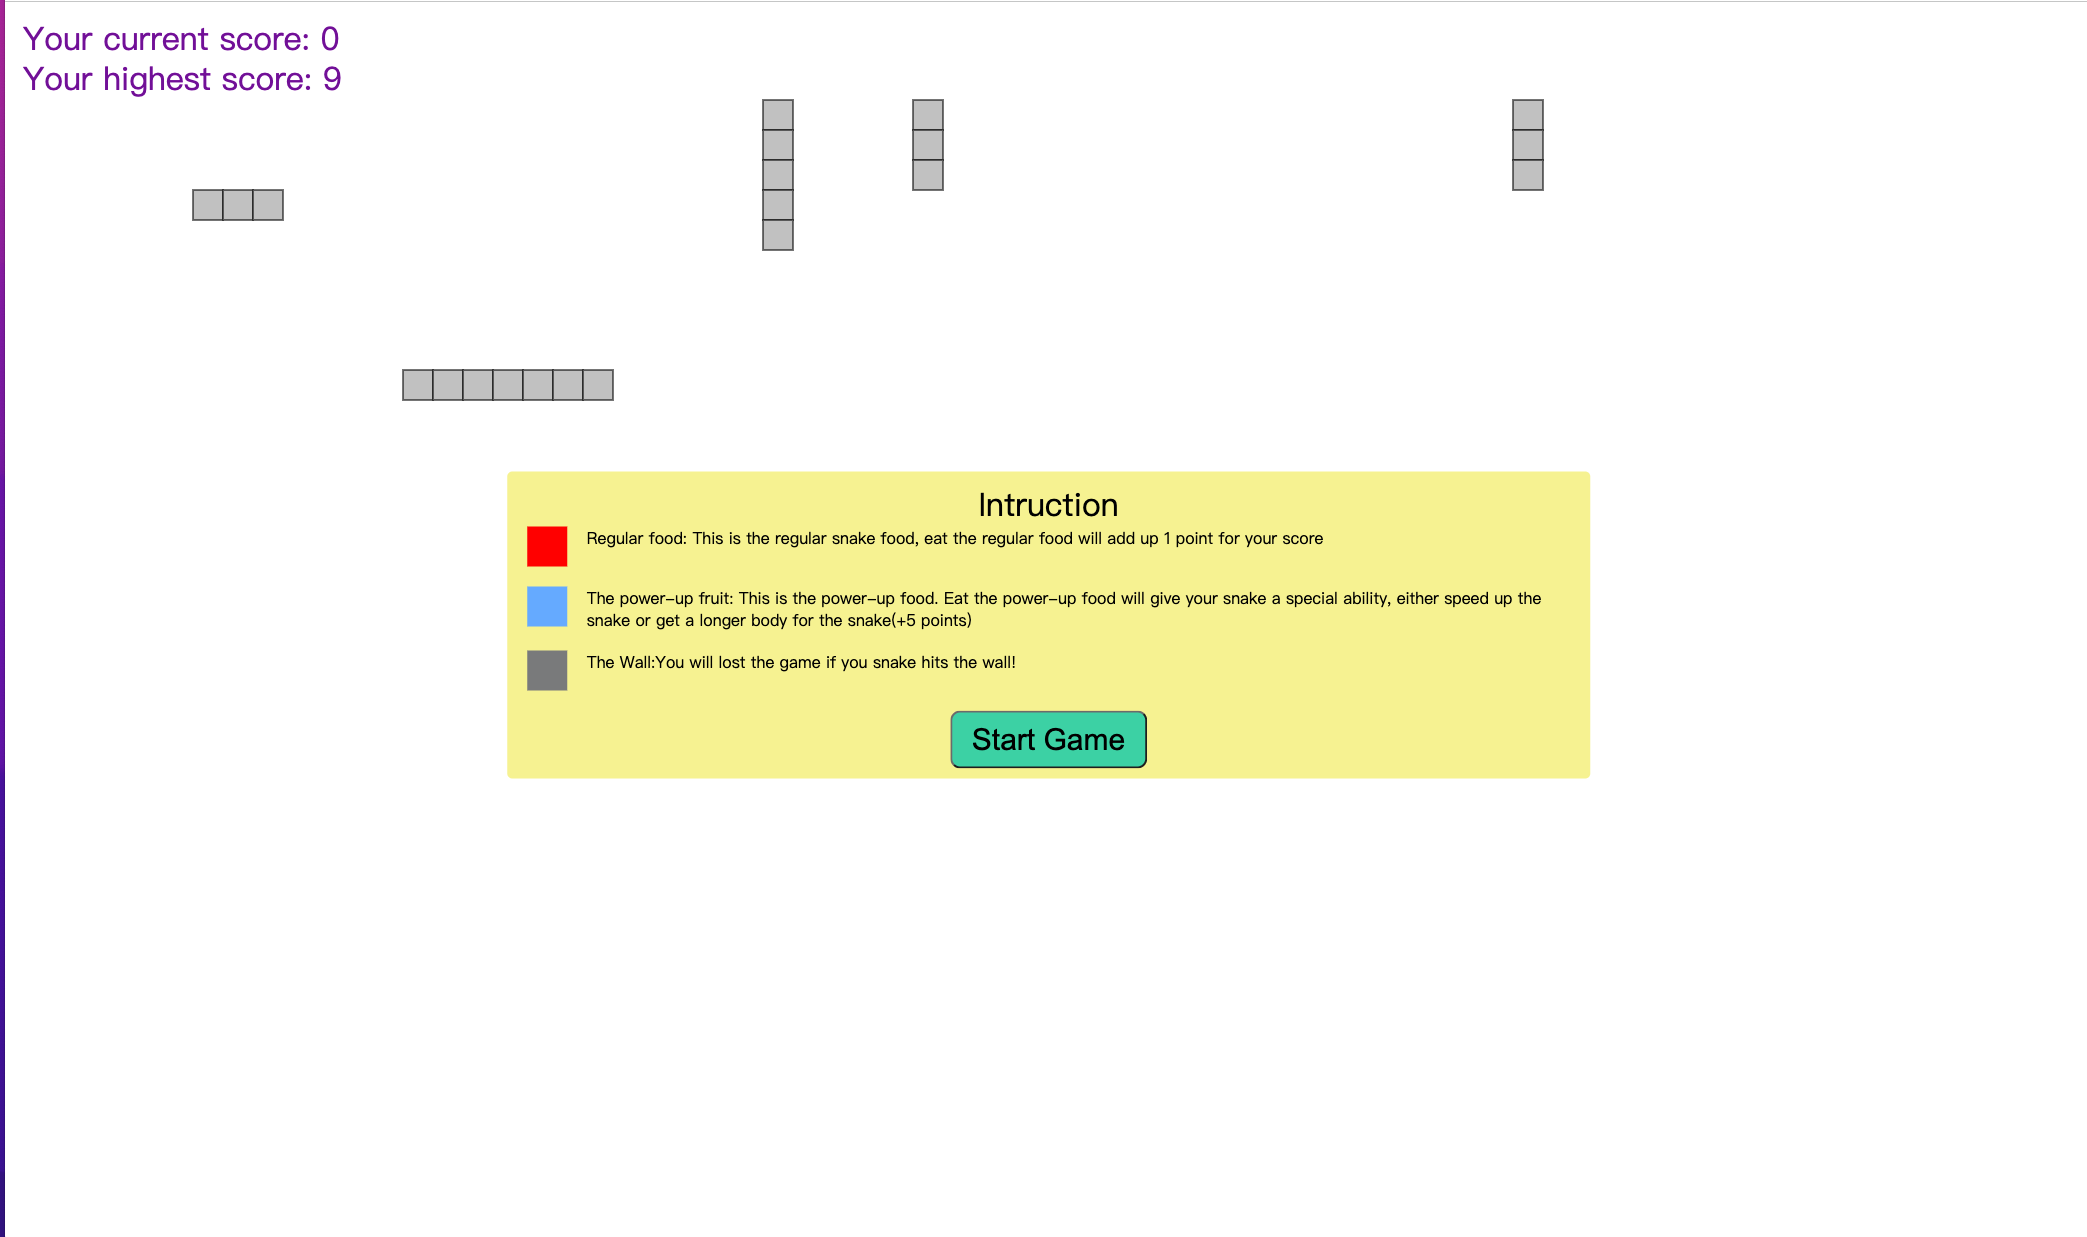 Your current score: 0
Your highest score: 9
Intruction
Regular food: This is the regular snake food, eat the regular food will add up 1 point for your score
The power-up fruit: This is the power-up food. Eat the power-up food will give your snake a special ability, either speed up the
snake or get a longer body for the snake(+5 points)
The Wall:You will lost the game if you snake hits the wall!
Start Game